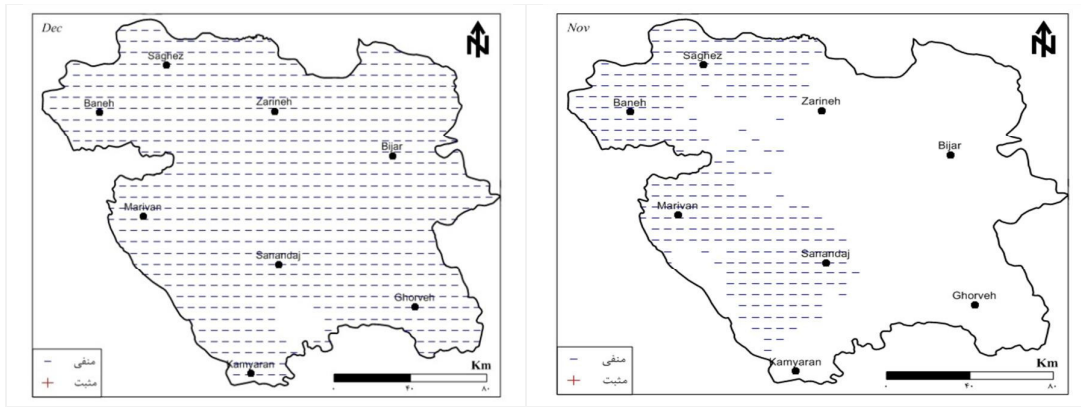 Dec
N
Saghez
Baneh
Zarineh
Bijar
Marivan
Sanandaj
Ghorveh
Kamyaran
منفی
مثبت
Km
۰ ۴۰ ۸۰
Nov
N
Saghez
Baneh
Zarineh
Bijar
Marivan
Sanandaj
Ghorveh
Kamyaran
منفی
مثبت
Km
۰ ۴۰ ۸۰